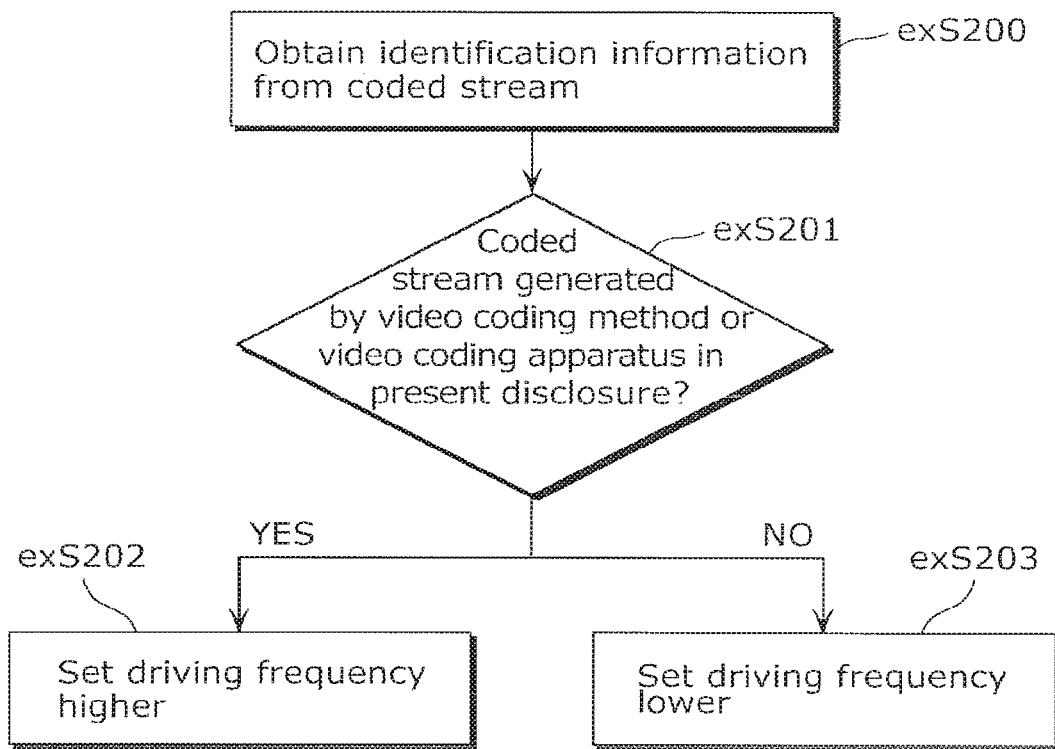 Obtain identification information
from coded stream
exS200
Coded
stream generated
by video coding method or
video coding apparatus in
present disclosure?
exS201
YES
NO
exS202
exS203
Set driving frequency
higher
Set driving frequency
lower